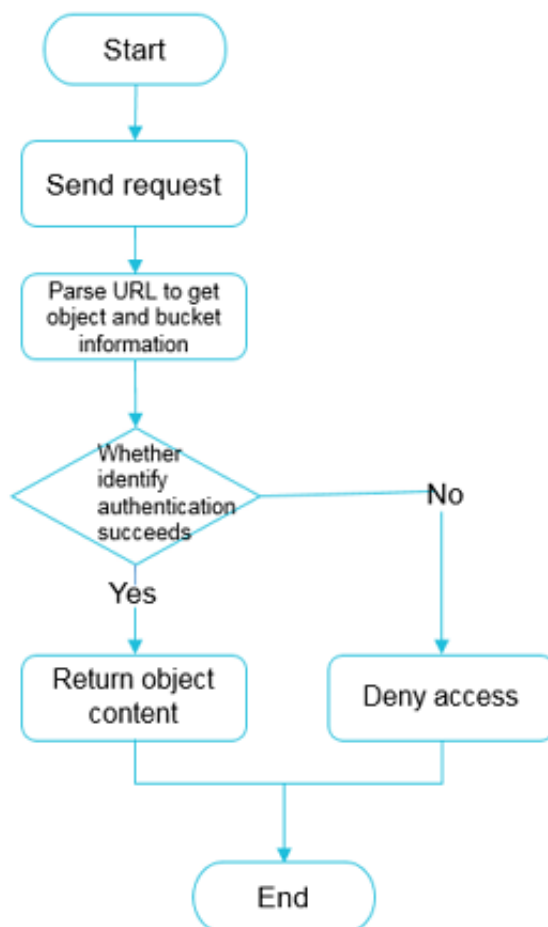 Start
Send request
Parse URL to get
object and bucket
information
Whether
identify
authentication
succeeds
No
Yes
Return object
content
Deny access
End